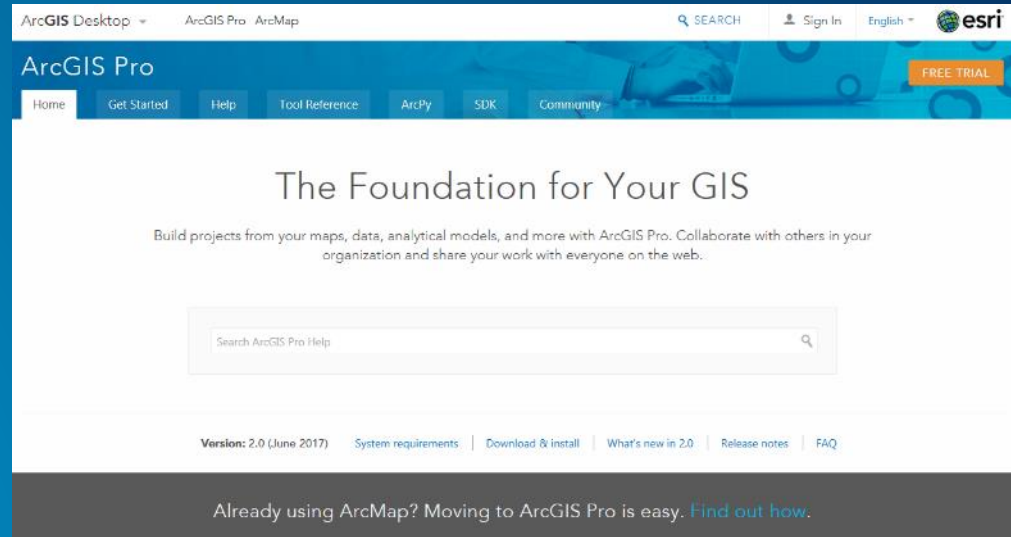 ArcGIS Desktop ArcGIS Pro ArcMap SEARCH Sign In English esri
ArcGIS Pro
FREE TRIAL
Home Get Started Help Tool Reference ArcPy SDK Community
The Foundation for Your GIS
Build projects from your maps, data, analytical models, and more with ArcGIS Pro. Collaborate with others in your
organization and share your work with everyone on the web.
Search ArcGIS Pro Help
Version: 2.0 (June 2017) System requirements | Download & install | What's new in 2.0 | Release notes | FAQ
Already using ArcMap? Moving to ArcGIS Pro is easy. Find out how.